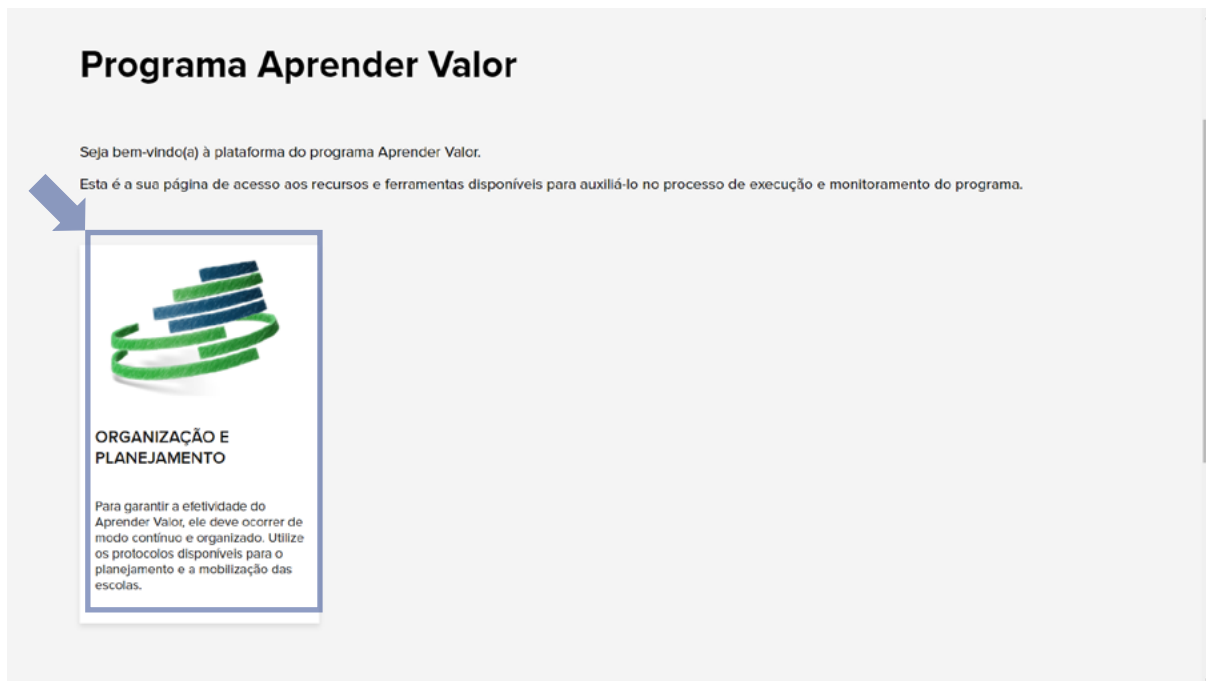 Programa Aprender Valor
Seja bem-vindo(a) à plataforma do programa Aprender Valor.
Esta é a sua página de acesso aos recursos e ferramentas disponíveis para auxiliá-lo no processo de execução e monitoramento do programa.
ORGANIZAÇÃO E
PLANEJAMENTO
Para garantir a efetividade do
Aprender Valor, ele deve ocorrer de
modo contínuo e organizado. Utilize
os protocolos disponíveis para o
planejamento e a mobilização das
escolas.